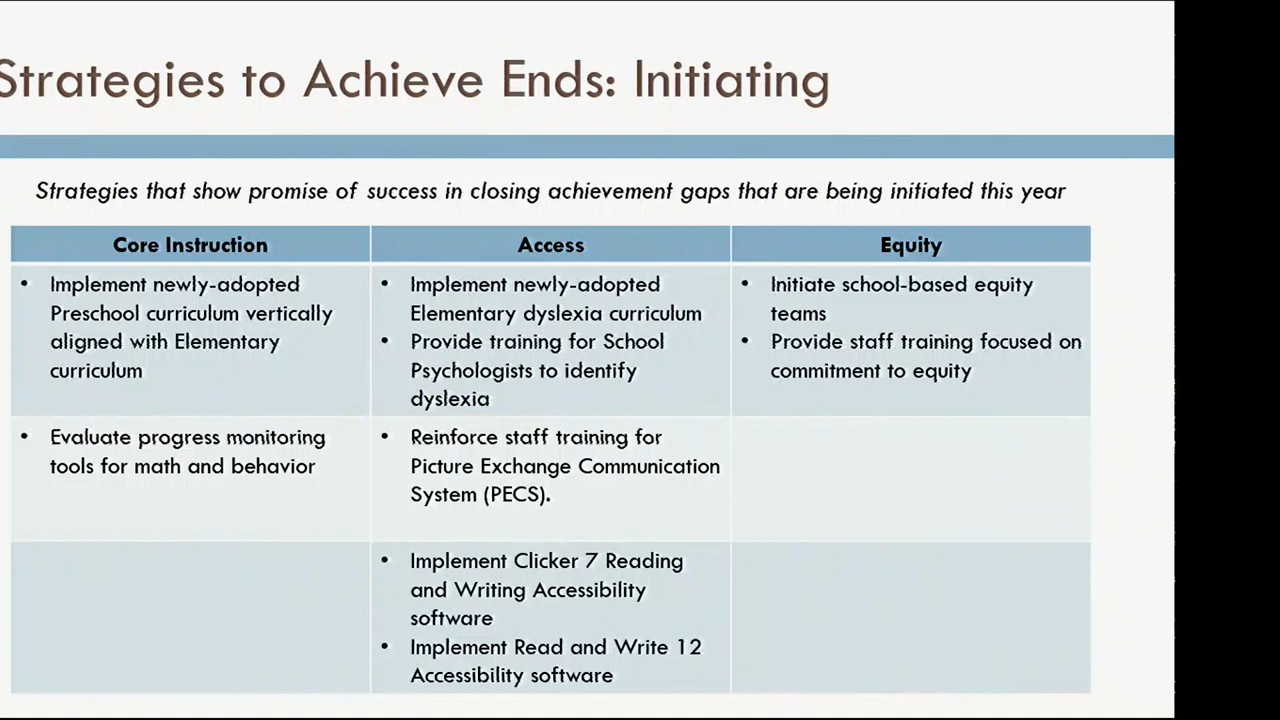 Strategies to Achieve Ends: Initiating
Strategies that show promise of success in closing achievement gaps that are being initiated this year
Core Instruction
Access
Equity
• Implement newly-adopted
Preschool curriculum vertically
aligned with Elementary
curriculum
• Implement newly-adopted
Elementary dyslexia curriculum
• Provide training for School
Psychologists to identify
dyslexia
• Initiate school-based equity
teams
• Provide staff training focused on
commitment to equity
• Evaluate progress monitoring
tools for math and behavior
• Reinforce staff training for
Picture Exchange Communication
System (PECS).
• Implement Clicker 7 Reading
and Writing Accessibility
software
• Implement Read and Write 12
Accessibility software